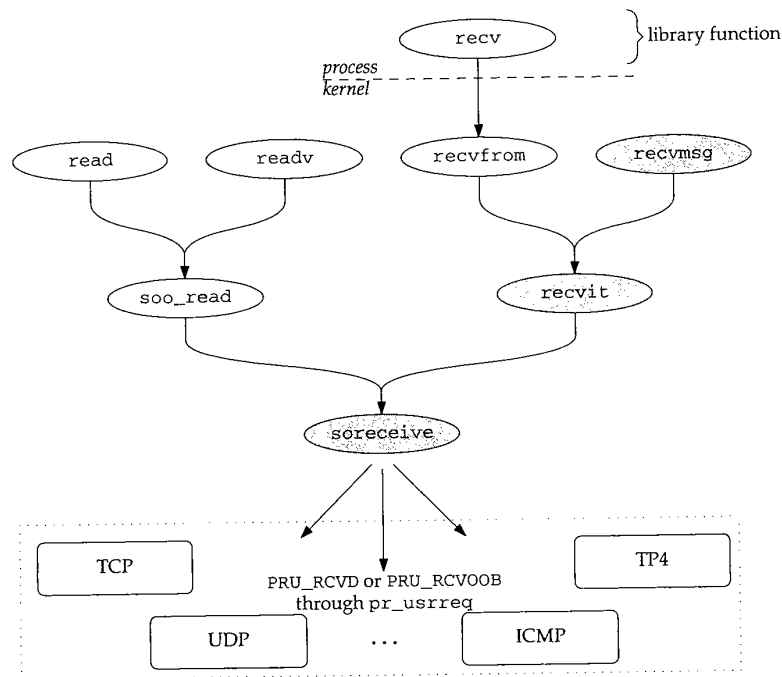 recv
library function
process
kernel
read
readv
recvfrom
recvmsg
soo_read
recvit
soreceive
TCP
TP4
PRU_RCVD or PRU_RCVOOB
through pr_usrreq
UDP
...
ICMP